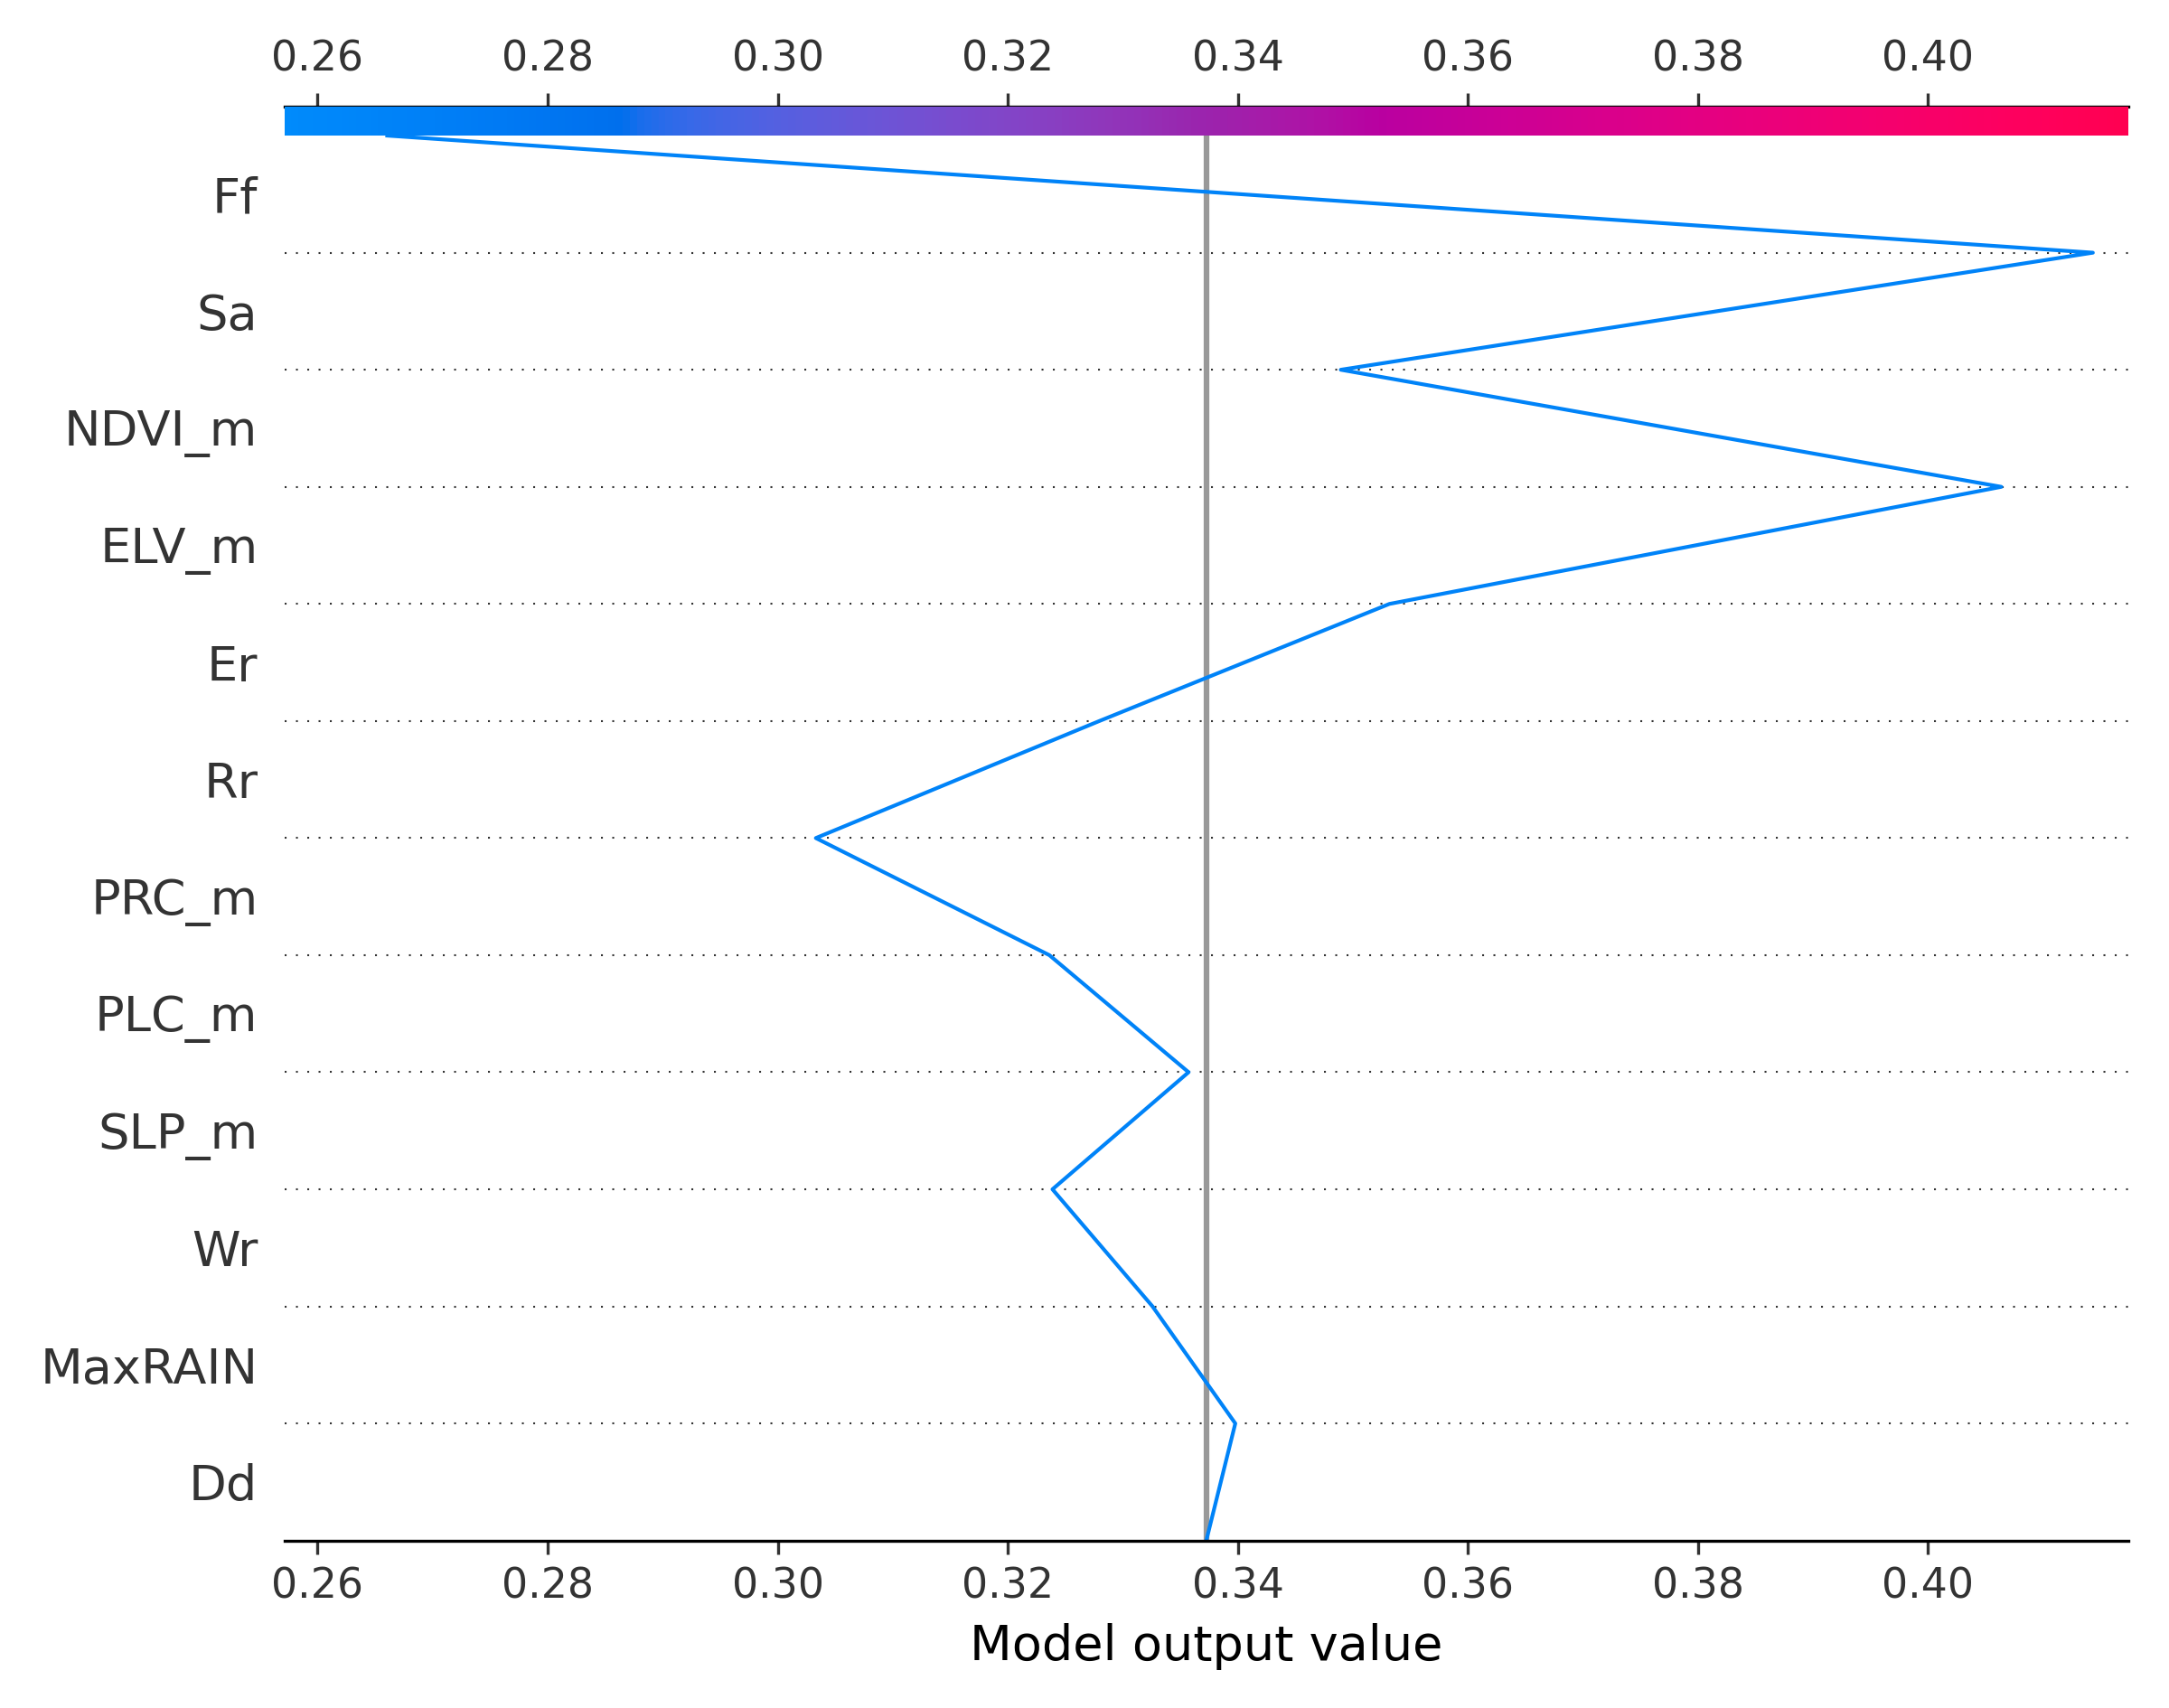 0.26 0.28 0.30 0.32 0.34 0.36 0.38 0.40
Ff
Sa
NDVI_m
ELV_m
Er
Rr
PRC_m
PLC_m
SLP_m
Wr
MaxRAIN
Dd
0.26 0.28 0.30 0.32 0.34 0.36 0.38 0.40
Model output value